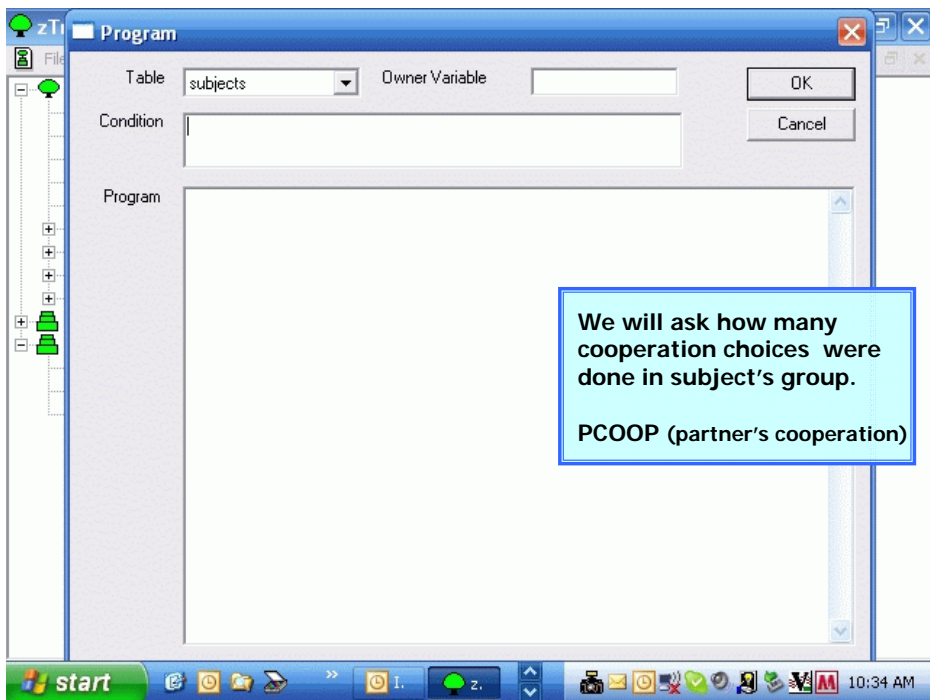 zTr
Program
File
Table
subjects
Owner Variable
OK
Condition
Cancel
Program
We will ask how many
cooperation choices were
done in subject's group.
PCOOP (partner's cooperation)
start
»
I.
z.
10:34 AM